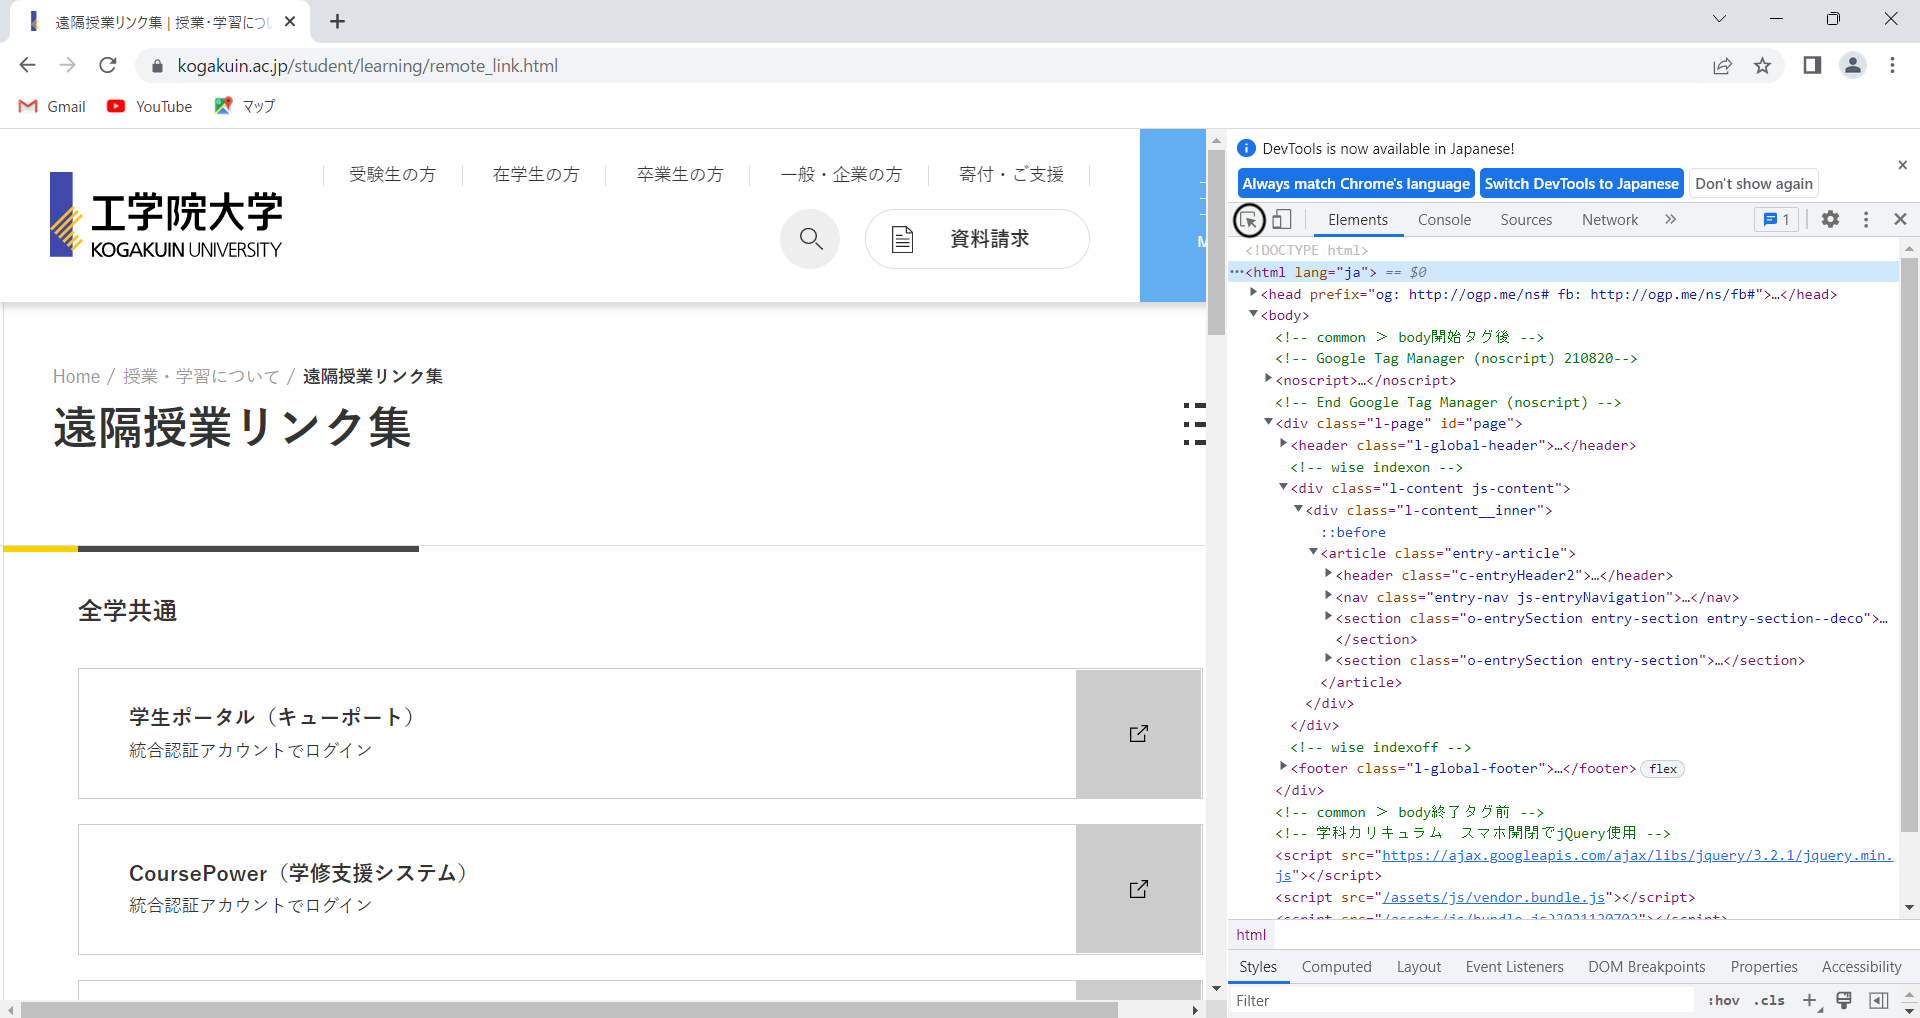 遠隔授業リンク集 | 授業・学習につい
kogakuin.ac.jp/student/learning/remote_link.html
Gmail
YouTube
マップ
受験生の方
在学生の方
卒業生の方
一般・企業の方
寄付・ご支援
工学院大学
KOGAKUIN UNIVERSITY
資料請求
M
Home / 授業・学習について / 遠隔授業リンク集
遠隔授業リンク集
全学共通
学生ポータル（キューポート）
統合認証アカウントでログイン
CoursePower（学修支援システム）
統合認証アカウントでログイン
DevTools is now available in Japanese!
Always match Chrome's language
Switch DevTools to Japanese
Don't show again
Elements
Console
Sources
Network
1
<!DOCTYPE html>
<html lang="ja"> == $0
<head prefix="og: http://ogp.me/ns# fb: http://ogp.me/ns/fb#">…</head>
<body>
<!-- common ＞ body開始タグ後 -->
<!-- Google Tag Manager (noscript) 210820-->
<noscript>…</noscript>
<!-- End Google Tag Manager (noscript) -->
<div class="l-page" id="page">
<header class="l-global-header">…</header>
<!-- wise indexon -->
<div class="l-content js-content">
<div class="l-content__inner">
::before
<article class="entry-article">
<header class="c-entryHeader2">…</header>
<nav class="entry-nav js-entryNavigation">…</nav>
<section class="o-entrySection entry-section entry-section--deco">…
</section>
<section class="o-entrySection entry-section">…</section>
</article>
</div>
</div>
<!-- wise indexoff -->
<footer class="l-global-footer">…</footer> flex
</div>
<!-- common ＞ body終了タグ前 -->
<!-- 学科カリキュラム　スマホ開閉でjQuery使用 -->
<script src="https://ajax.googleapis.com/ajax/libs/jquery/3.2.1/jquery.min.
js"></script>
<script src="/assets/js/vendor.bundle.js"></script>
<script src="/assets/js/bundle.js?2021120702"></script>
html
Styles
Computed
Layout
Event Listeners
DOM Breakpoints
Properties
Accessibility
Filter
:hov
.cls